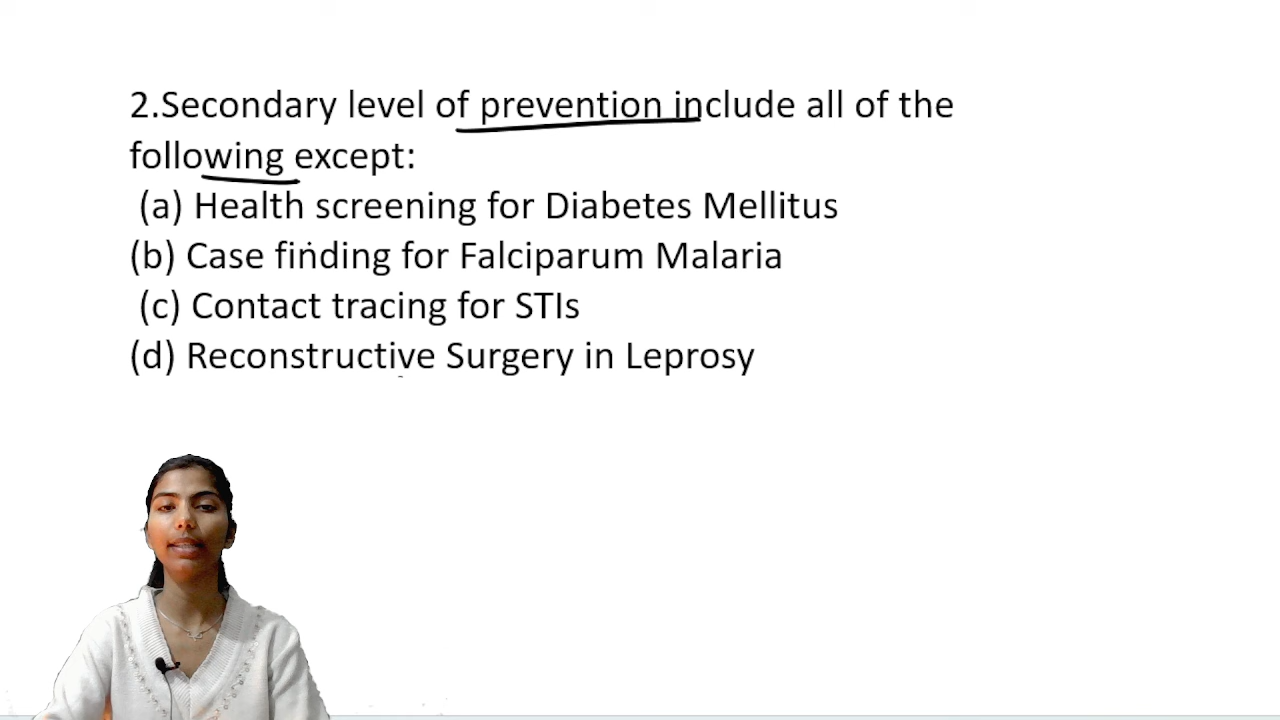 2.Secondary level of prevention include all of the
following except:
(a) Health screening for Diabetes Mellitus
(b) Case finding for Falciparum Malaria
(c) Contact tracing for STIs
(d) Reconstructive Surgery in Leprosy